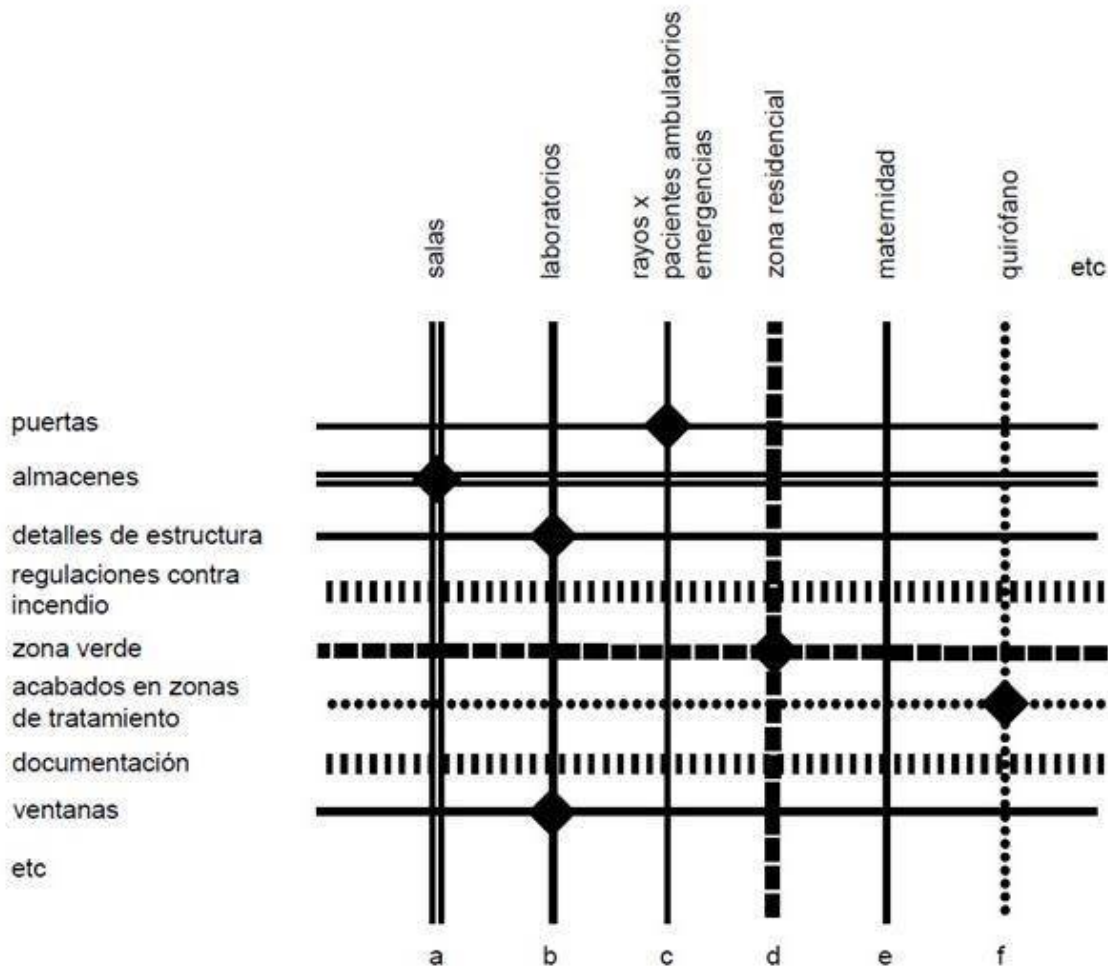 salas
laboratorios
rayos x
pacientes ambulatorios
emergencias
zona residencial
maternidad
quirófano
etc
puertas
almacenes
detalles de estructura
regulaciones contra
incendio
zona verde
acabados en zonas
de tratamiento
documentación
ventanas
etc
a
b
c
d
e
f